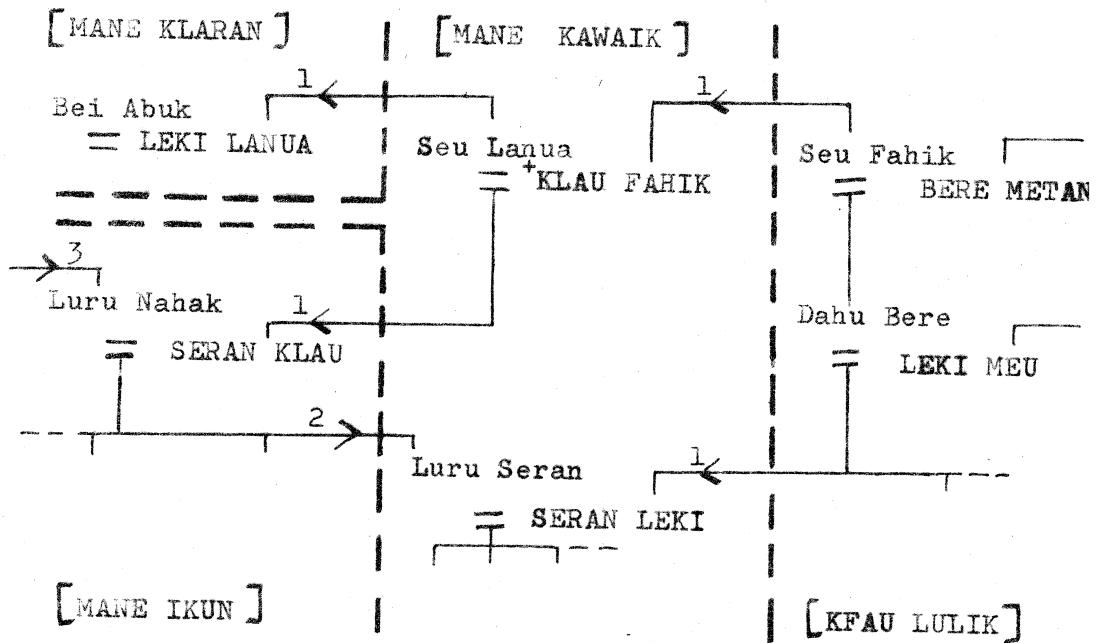 [MANE KLARAN]
[MANE KAWAIK]
1
1
Bei Abuk
= LEKI LANUA
Seu Lanua
= +KLAU FAHIK
Seu Fahik
=
BERE METAN
3
Luru Nahak
= SERAN KLAU
1
Dahu Bere
= LEKI MEU
2
Luru Seran
= SERAN LEKI
1
[MANE IKUN]
[KFAU LULIK]